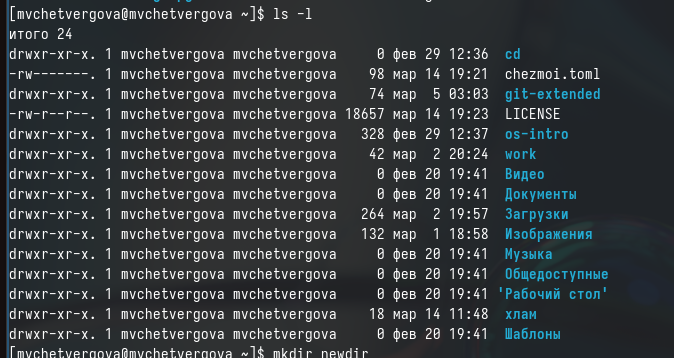 [mvchetvergova@mvchetvergova ~]$ ls -l
итого 24
drwxr-xr-x. 1 mvchetvergova mvchetvergova     0 фев 29 12:36  cd
-rw-------. 1 mvchetvergova mvchetvergova    98 мар 14 19:21  chezmoi.toml
drwxr-xr-x. 1 mvchetvergova mvchetvergova    74 мар  5 03:03  git-extended
-rw-r--r--. 1 mvchetvergova mvchetvergova 18657 мар 14 19:23  LICENSE
drwxr-xr-x. 1 mvchetvergova mvchetvergova   328 фев 29 12:37  os-intro
drwxr-xr-x. 1 mvchetvergova mvchetvergova    42 мар  2 20:24  work
drwxr-xr-x. 1 mvchetvergova mvchetvergova     0 фев 20 19:41  Видео
drwxr-xr-x. 1 mvchetvergova mvchetvergova     0 фев 20 19:41  Документы
drwxr-xr-x. 1 mvchetvergova mvchetvergova   264 мар  2 19:57  Загрузки
drwxr-xr-x. 1 mvchetvergova mvchetvergova   132 мар  1 18:58  Изображения
drwxr-xr-x. 1 mvchetvergova mvchetvergova     0 фев 20 19:41  Музыка
drwxr-xr-x. 1 mvchetvergova mvchetvergova     0 фев 20 19:41  Общедоступные
drwxr-xr-x. 1 mvchetvergova mvchetvergova     0 фев 20 19:41 'Рабочий стол'
drwxr-xr-x. 1 mvchetvergova mvchetvergova    18 мар 14 11:48  хлам
drwxr-xr-x. 1 mvchetvergova mvchetvergova     0 фев 20 19:41  Шаблоны
[mvchetvergova@mvchetvergova ~]$ mkdir newdir